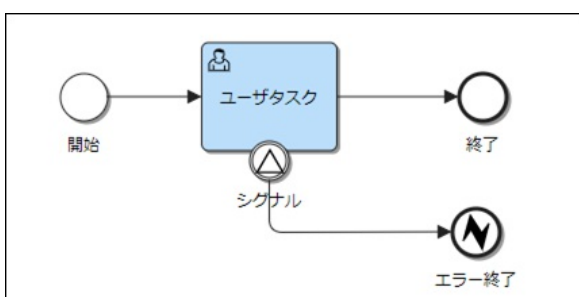 ユーザタスク
開始
終了
シグナル
エラー終了